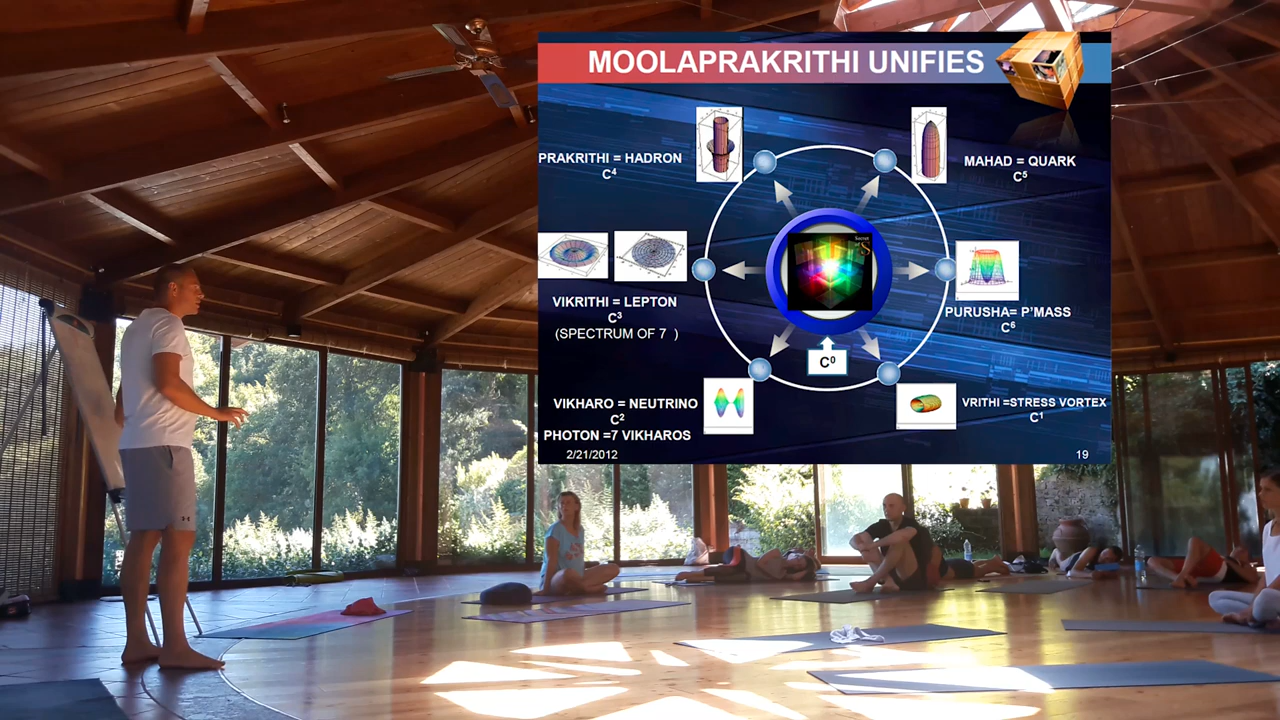 MOOLAPRAKRITHI UNIFIES
PRAKRITHI = HADRON
C⁴
MAHAD = QUARK
C⁵
VIKRITHI = LEPTON
C³
(SPECTRUM OF 7 )
PURUSHA= P'MASS
C⁶
C⁰
VIKHARO = NEUTRINO
C²
PHOTON =7 VIKHAROS
VRITHI =STRESS VORTEX
C¹
2/21/2012
19